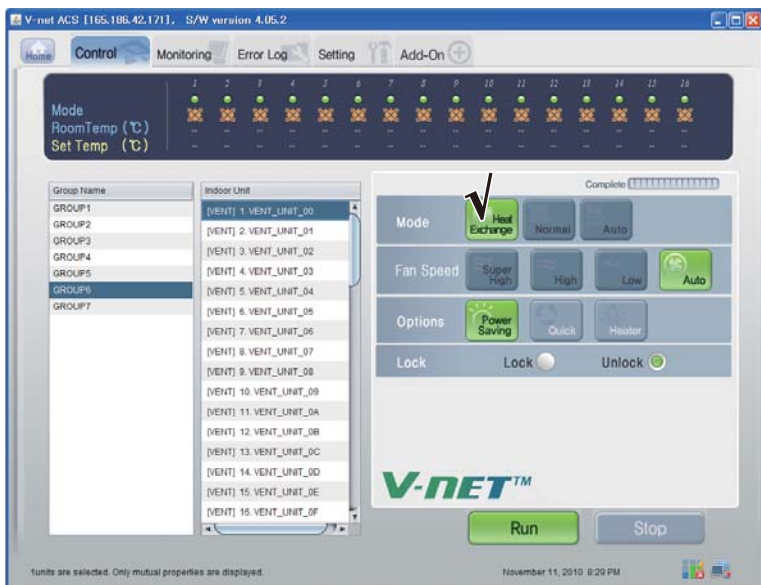 V-net ACS [165.186.42.171], S/W version 4.05.2
Home Control Monitoring Error Log Setting Add-On
1 2 3 4 5 6 7 8 9 10 11 12 13 14 15 16
Mode
RoomTemp (℃) -- -- -- -- -- -- -- -- -- -- -- -- -- -- -- --
Set Temp (℃) -- -- -- -- -- -- -- -- -- -- -- -- -- -- -- --
Group Name
GROUP1
GROUP2
GROUP3
GROUP4
GROUP5
GROUP6
GROUP7
Indoor Unit
[VENT] 1. VENT_UNIT_00
[VENT] 2. VENT_UNIT_01
[VENT] 3. VENT_UNIT_02
[VENT] 4. VENT_UNIT_03
[VENT] 5. VENT_UNIT_04
[VENT] 6. VENT_UNIT_05
[VENT] 7. VENT_UNIT_06
[VENT] 8. VENT_UNIT_07
[VENT] 9. VENT_UNIT_08
[VENT] 10. VENT_UNIT_09
[VENT] 11. VENT_UNIT_0A
[VENT] 12. VENT_UNIT_0B
[VENT] 13. VENT_UNIT_0C
[VENT] 14. VENT_UNIT_0D
[VENT] 15. VENT_UNIT_0E
[VENT] 16. VENT_UNIT_0F
Complete
Mode Heat Exchange Normal Auto
Fan Speed Super High High Low Auto
Options Power Saving Quick Heater
Lock Lock Unlock
V-NET™
Run Stop
1units are selected. Only mutual properties are displayed.
November 11, 2010 8:29 PM